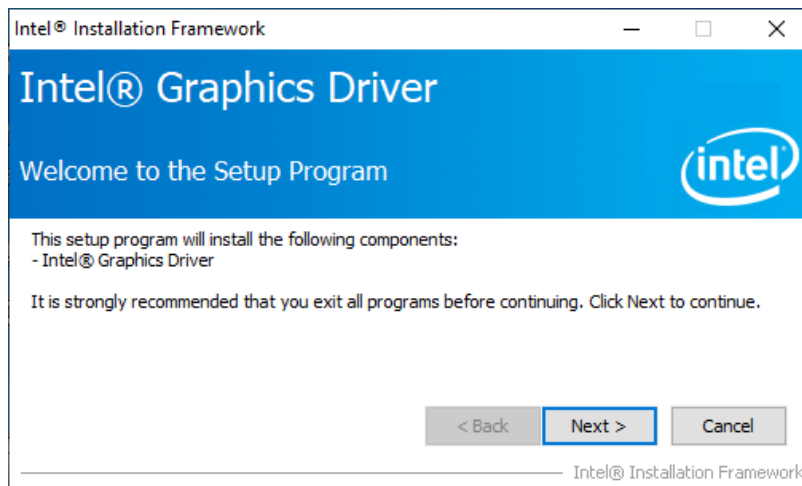 Intel® Installation Framework
Intel® Graphics Driver
Welcome to the Setup Program
intel
This setup program will install the following components:
- Intel® Graphics Driver
It is strongly recommended that you exit all programs before continuing. Click Next to continue.
< Back Next > Cancel
Intel® Installation Framework